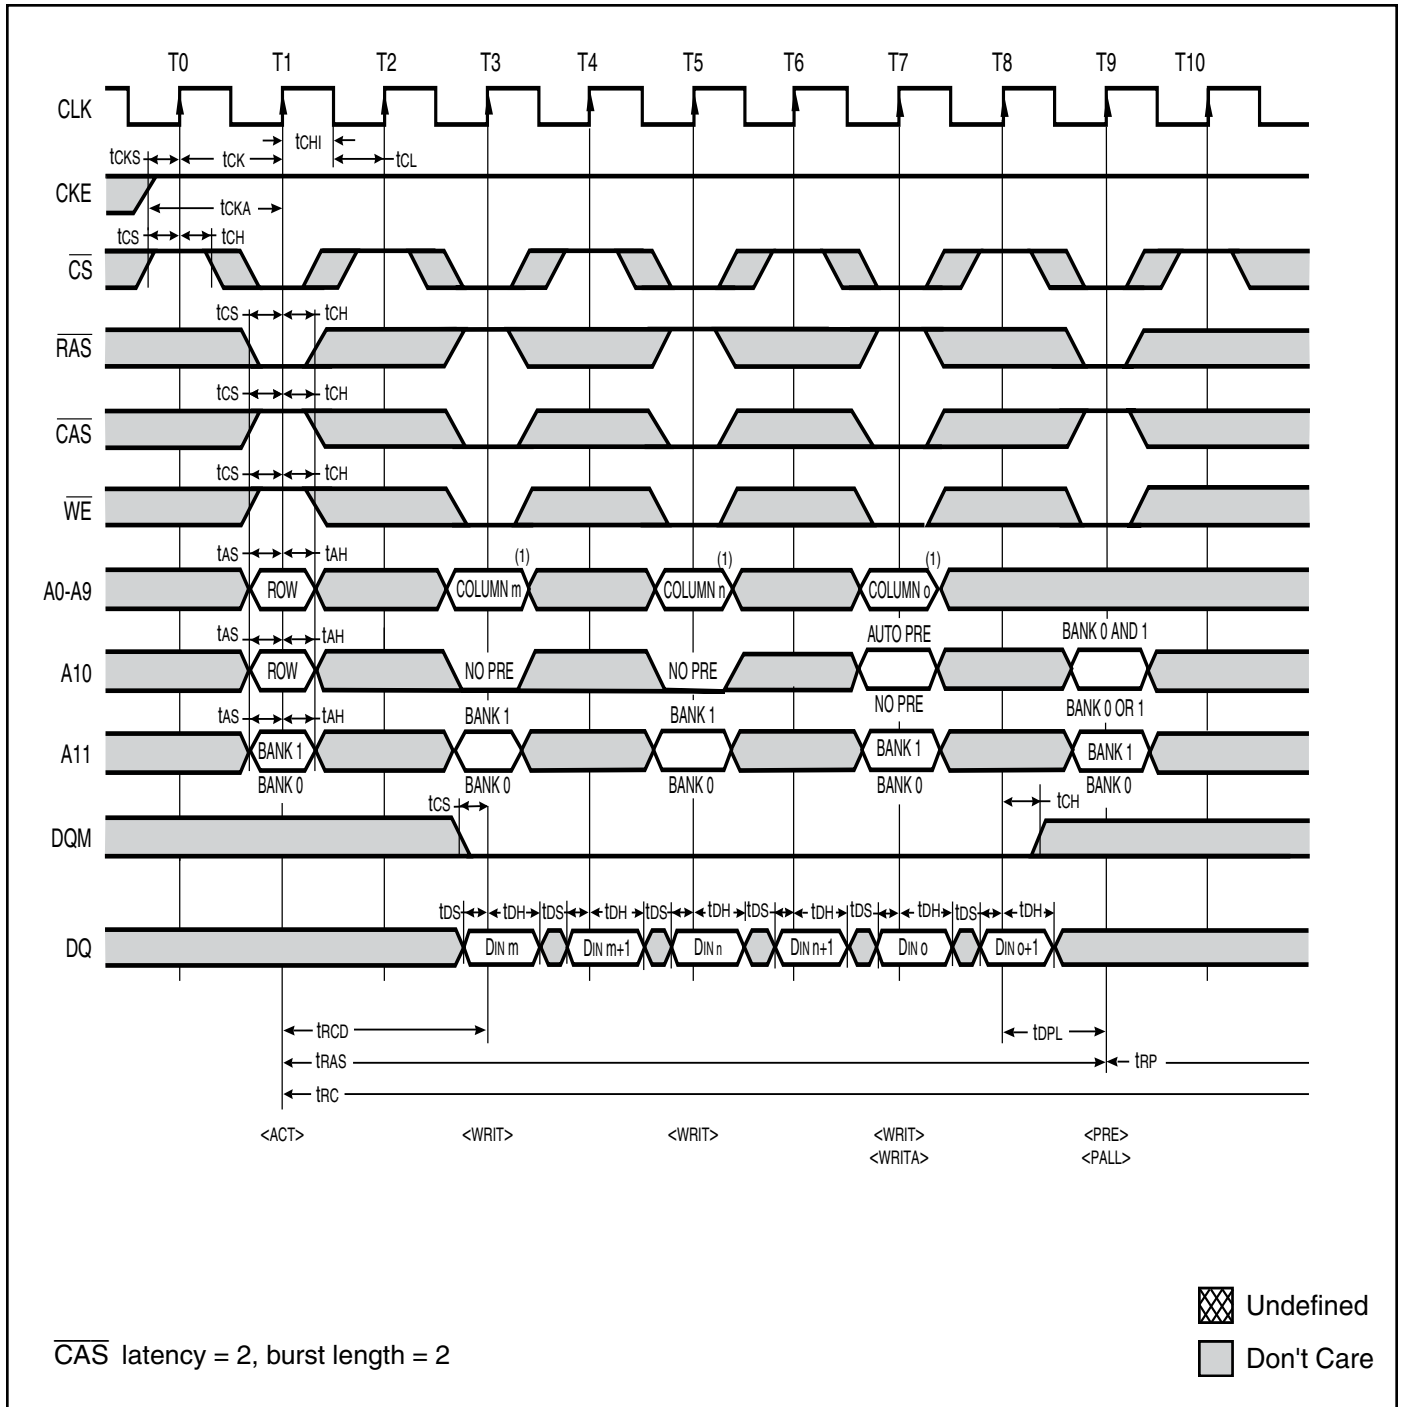 T0 T1 T2 T3 T4 T5 T6 T7 T8 T9 T10
CLK
tCHI
tCKS tCK tCL
CKE
tCKA
tCS tCH
CS
tCS tCH
RAS
tCS tCH
CAS
tCS tCH
WE
tAS tAH (1) (1) (1)
A0-A9 ROW COLUMN m COLUMN n COLUMN o
tAS tAH AUTO PRE BANK 0 AND 1
A10 ROW NO PRE NO PRE
NO PRE BANK 0 OR 1
tAS tAH BANK 1 BANK 1
A11 BANK 1 BANK 1 BANK 1
BANK 0 BANK 0 BANK 0 BANK 0 BANK 0
tCS tCH
DQM
tDS tDH tDS tDH tDS tDH tDS tDH tDS tDH tDS tDH
DQ DIN m DIN m+1 DIN n DIN n+1 DIN o DIN o+1
tRCD tDPL
tRAS tRP
tRC
<ACT> <WRIT> <WRIT> <WRIT> <PRE>
<WRITA> <PALL>
Undefined
CAS latency = 2, burst length = 2
Don't Care